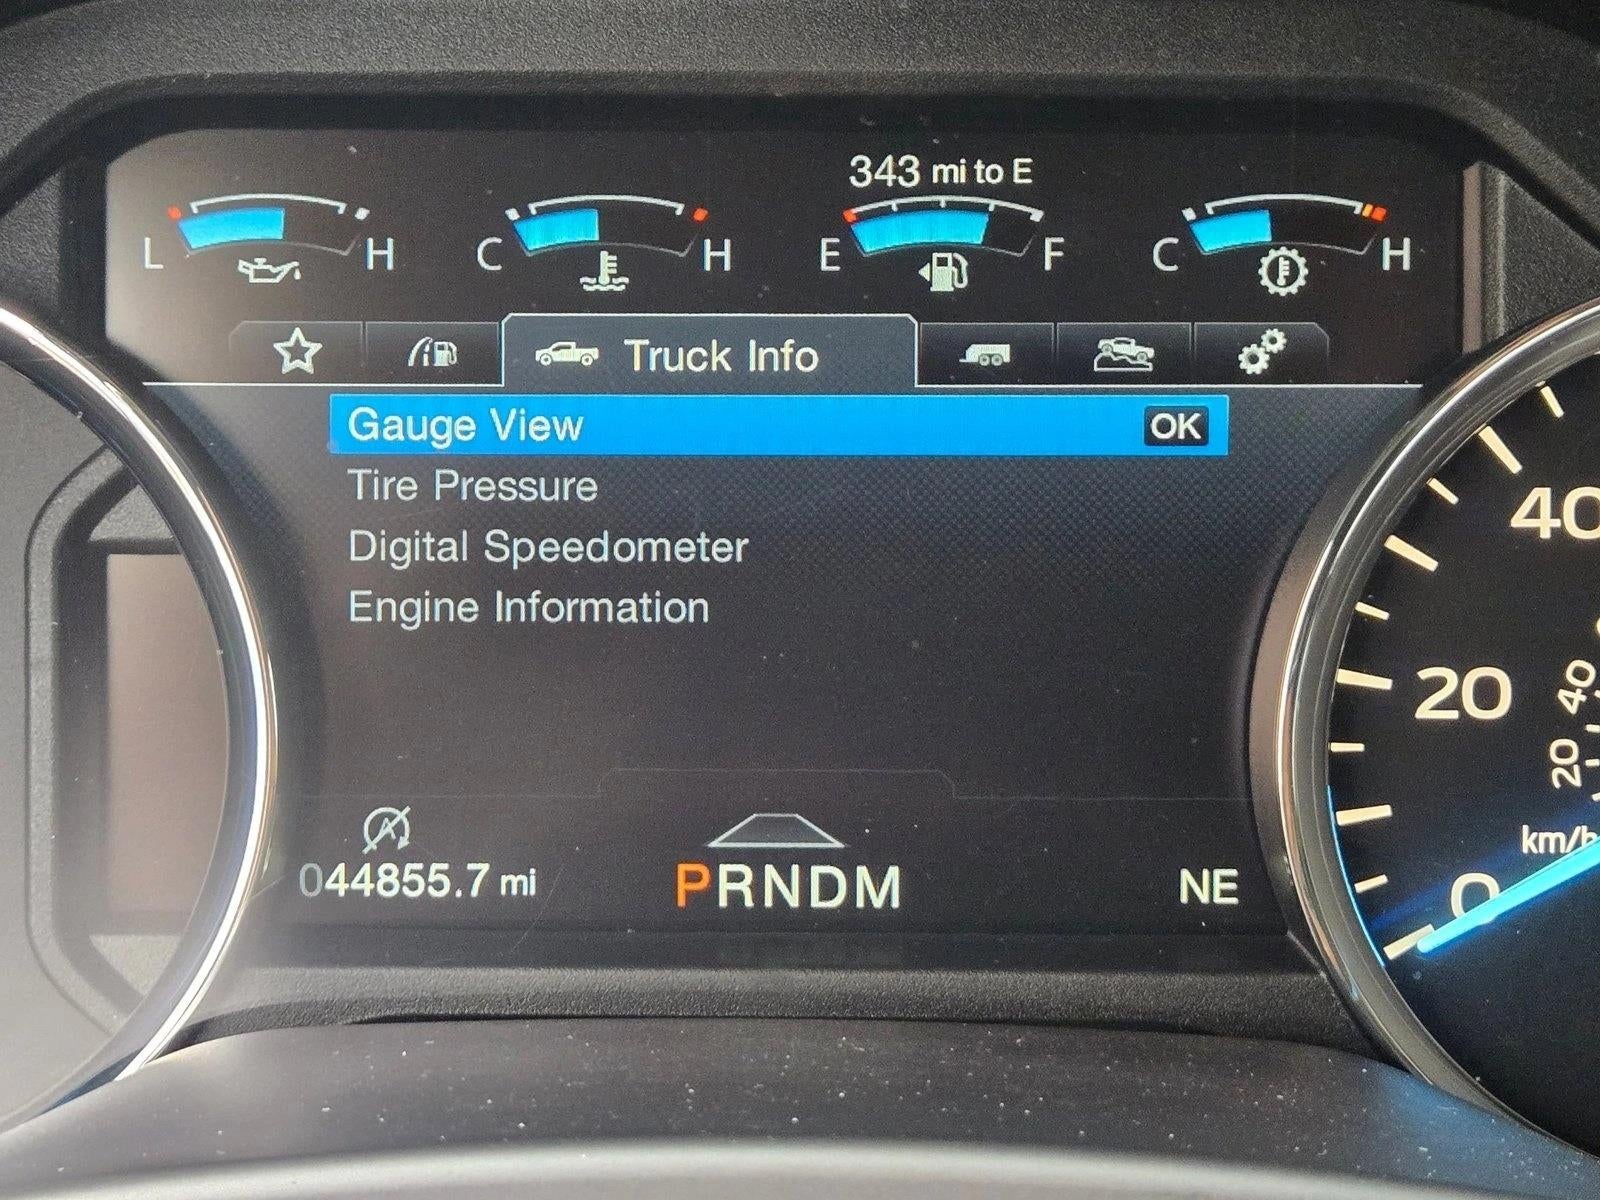 343 mi to E
L H C H E F C H
Truck Info
Gauge View OK
Tire Pressure
Digital Speedometer
Engine Information
40
20
40
20
km/h
0
A
044855.7 mi
PRNDM
NE